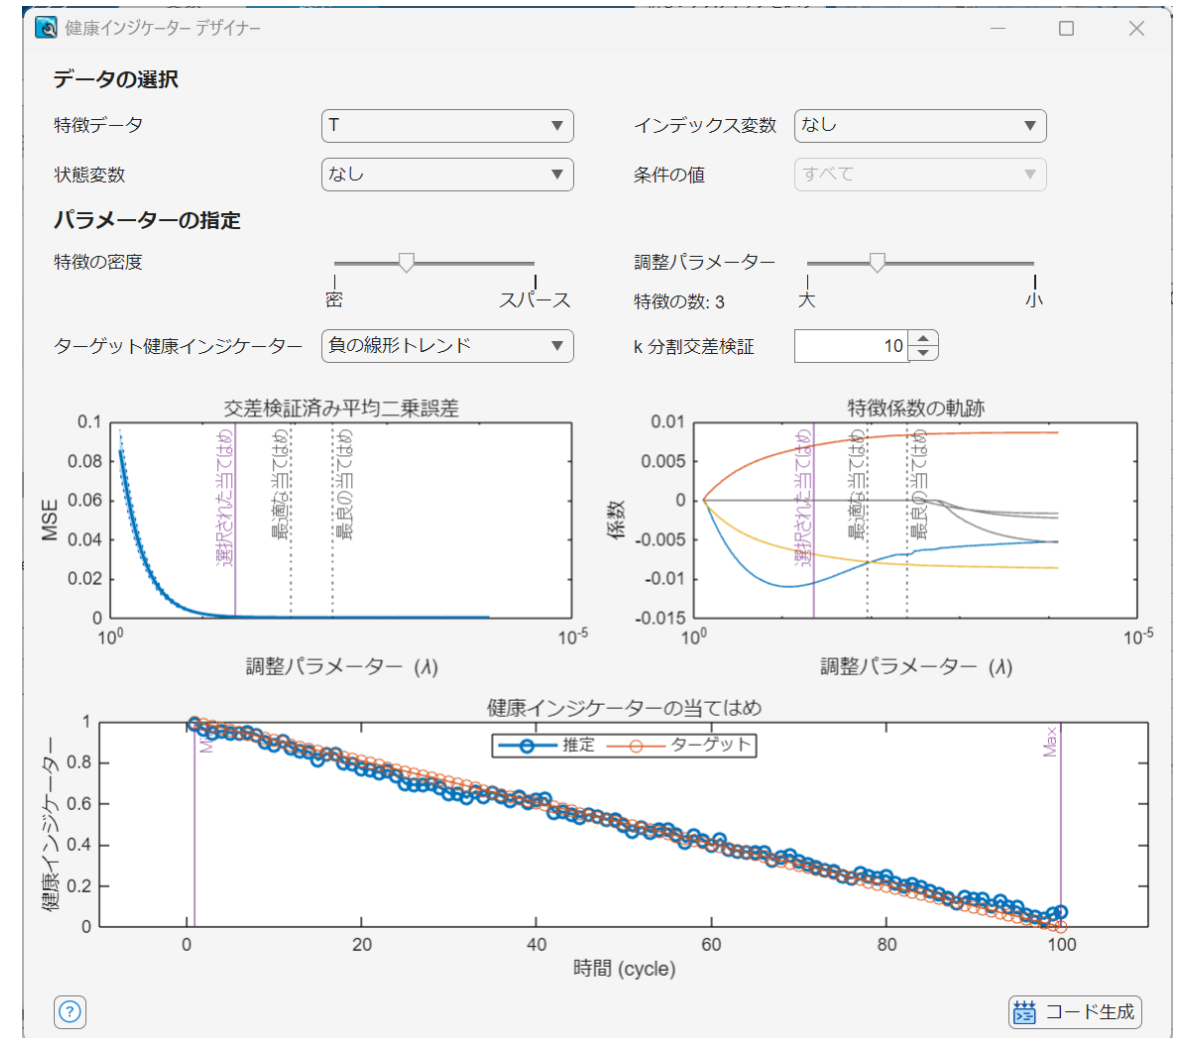 健康インジケーター デザイナー
データの選択
特徴データ T インデックス変数 なし
状態変数 なし 条件の値 すべて
パラメーターの指定
特徴の密度 調整パラメーター
密 スパース 特徴の数: 3 大 小
ターゲット健康インジケーター 負の線形トレンド k 分割交差検証 10
交差検証済み平均二乗誤差
0.1
0.08
0.06
0.04
0.02
0
MSE
選択された当てはめ
最適な当てはめ
最良の当てはめ
10^0 10^-5
調整パラメーター (λ)
特徴係数の軌跡
0.01
0.005
0
-0.005
-0.01
-0.015
係数
選択された当てはめ
最適な当てはめ
最良の当てはめ
10^0 10^-5
調整パラメーター (λ)
健康インジケーターの当てはめ
1
0.8
0.6
0.4
0.2
0
健康インジケーター
推定 ターゲット
Max
0 20 40 60 80 100
時間 (cycle)
? コード生成